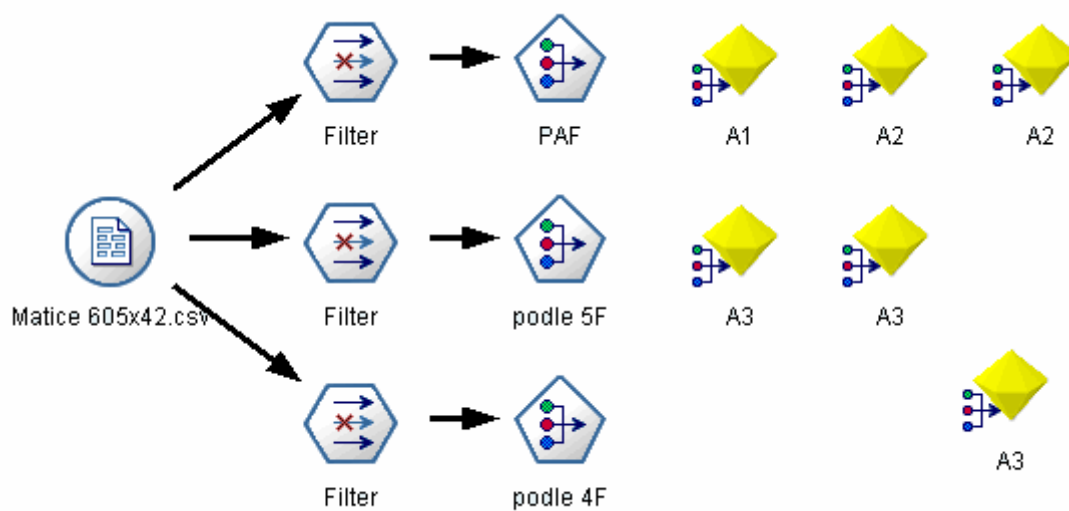 Filter
PAF
A1
A2
A2
Matice 605x42.csv
Filter
podle 5F
A3
A3
Filter
podle 4F
A3